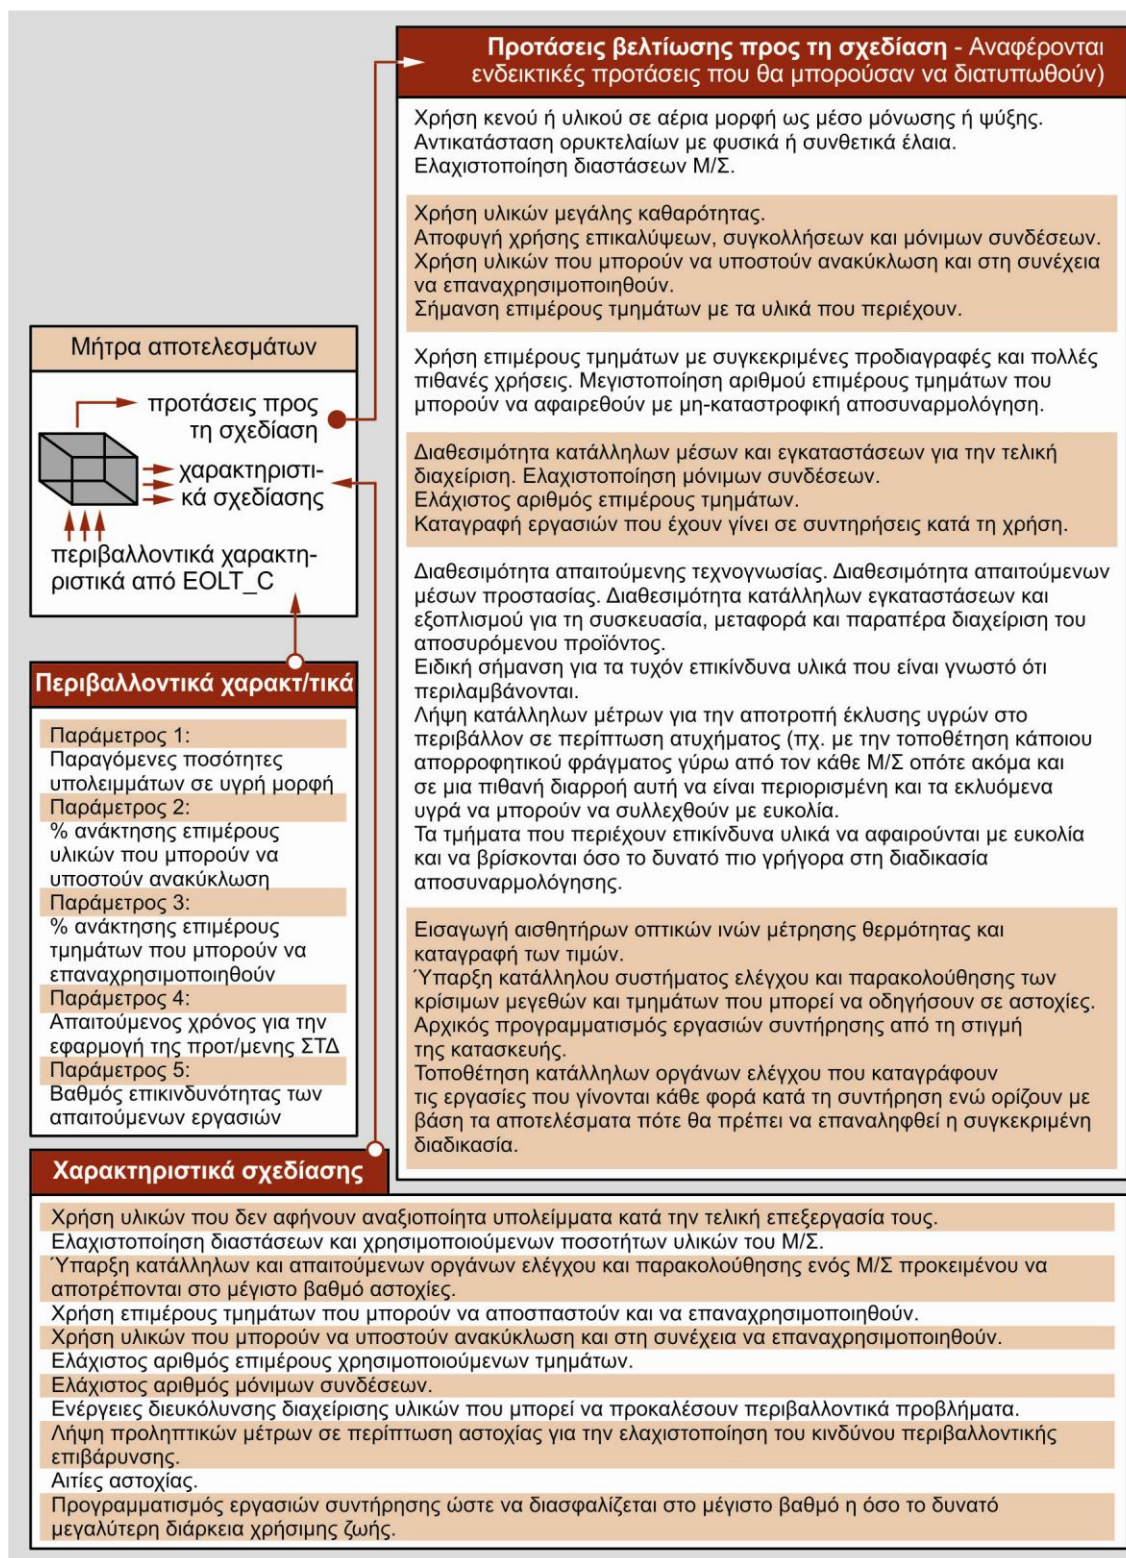 Προτάσεις βελτίωσης προς τη σχεδίαση - Αναφέρονται
ενδεικτικές προτάσεις που θα μπορούσαν να διατυπωθούν)
Χρήση κενού ή υλικού σε αέρια μορφή ως μέσο μόνωσης ή ψύξης.
Αντικατάσταση ορυκτελαίων με φυσικά ή συνθετικά έλαια.
Ελαχιστοποίηση διαστάσεων Μ/Σ.
Χρήση υλικών μεγάλης καθαρότητας.
Αποφυγή χρήσης επικαλύψεων, συγκολλήσεων και μόνιμων συνδέσεων.
Χρήση υλικών που μπορούν να υποστούν ανακύκλωση και στη συνέχεια
να επαναχρησιμοποιηθούν.
Σήμανση επιμέρους τμημάτων με τα υλικά που περιέχουν.
Χρήση επιμέρους τμημάτων με συγκεκριμένες προδιαγραφές και πολλές
πιθανές χρήσεις. Μεγιστοποίηση αριθμού επιμέρους τμημάτων που
μπορούν να αφαιρεθούν με μη-καταστροφική αποσυναρμολόγηση.
Διαθεσιμότητα κατάλληλων μέσων και εγκαταστάσεων για την τελική
διαχείριση. Ελαχιστοποίηση μόνιμων συνδέσεων.
Ελάχιστος αριθμός επιμέρους τμημάτων.
Καταγραφή εργασιών που έχουν γίνει σε συντηρήσεις κατά τη χρήση.
Διαθεσιμότητα απαιτούμενης τεχνογνωσίας. Διαθεσιμότητα απαιτούμενων
μέσων προστασίας. Διαθεσιμότητα κατάλληλων εγκαταστάσεων και
εξοπλισμού για τη συσκευασία, μεταφορά και παραπέρα διαχείριση του
αποσυρόμενου προϊόντος.
Ειδική σήμανση για τα τυχόν επικίνδυνα υλικά που είναι γνωστό ότι
περιλαμβάνονται.
Λήψη κατάλληλων μέτρων για την αποτροπή έκλυσης υγρών στο
περιβάλλον σε περίπτωση ατυχήματος (πχ. με την τοποθέτηση κάποιου
απορροφητικού φράγματος γύρω από τον κάθε Μ/Σ οπότε ακόμα και
σε μια πιθανή διαρροή αυτή να είναι περιορισμένη και τα εκλυόμενα
υγρά να μπορούν να συλλεχθούν με ευκολία.
Τα τμήματα που περιέχουν επικίνδυνα υλικά να αφαιρούνται με ευκολία
και να βρίσκονται όσο το δυνατό πιο γρήγορα στη διαδικασία
αποσυναρμολόγησης.
Εισαγωγή αισθητήρων οπτικών ινών μέτρησης θερμότητας και
καταγραφή των τιμών.
Ύπαρξη κατάλληλου συστήματος ελέγχου και παρακολούθησης των
κρίσιμων μεγεθών και τμημάτων που μπορεί να οδηγήσουν σε αστοχίες.
Αρχικός προγραμματισμός εργασιών συντήρησης από τη στιγμή
της κατασκευής.
Τοποθέτηση κατάλληλων οργάνων ελέγχου που καταγράφουν
τις εργασίες που γίνονται κάθε φορά κατά τη συντήρηση ενώ ορίζουν με
βάση τα αποτελέσματα πότε θα πρέπει να επαναληφθεί η συγκεκριμένη
διαδικασία.
Μήτρα αποτελεσμάτων
προτάσεις προς
τη σχεδίαση
χαρακτηριστι-
κά σχεδίασης
περιβαλλοντικά χαρακτη-
ριστικά από EOLT_C
Περιβαλλοντικά χαρακτ/τικά
Παράμετρος 1:
Παραγόμενες ποσότητες
υπολειμμάτων σε υγρή μορφή
Παράμετρος 2:
% ανάκτησης επιμέρους
υλικών που μπορούν να
υποστούν ανακύκλωση
Παράμετρος 3:
% ανάκτησης επιμέρους
τμημάτων που μπορούν να
επαναχρησιμοποιηθούν
Παράμετρος 4:
Απαιτούμενος χρόνος για την
εφαρμογή της προτ/μενης ΣΤΔ
Παράμετρος 5:
Βαθμός επικινδυνότητας των
απαιτούμενων εργασιών
Χαρακτηριστικά σχεδίασης
Χρήση υλικών που δεν αφήνουν αναξιοποίητα υπολείμματα κατά την τελική επεξεργασία τους.
Ελαχιστοποίηση διαστάσεων και χρησιμοποιούμενων ποσοτήτων υλικών του Μ/Σ.
Ύπαρξη κατάλληλων και απαιτούμενων οργάνων ελέγχου και παρακολούθησης ενός Μ/Σ προκειμένου να
αποτρέπονται στο μέγιστο βαθμό αστοχίες.
Χρήση επιμέρους τμημάτων που μπορούν να αποσπαστούν και να επαναχρησιμοποιηθούν.
Χρήση υλικών που μπορούν να υποστούν ανακύκλωση και στη συνέχεια να επαναχρησιμοποιηθούν.
Ελάχιστος αριθμός επιμέρους χρησιμοποιούμενων τμημάτων.
Ελάχιστος αριθμός μόνιμων συνδέσεων.
Ενέργειες διευκόλυνσης διαχείρισης υλικών που μπορεί να προκαλέσουν περιβαλλοντικά προβλήματα.
Λήψη προληπτικών μέτρων σε περίπτωση αστοχίας για την ελαχιστοποίηση του κινδύνου περιβαλλοντικής
επιβάρυνσης.
Αιτίες αστοχίας.
Προγραμματισμός εργασιών συντήρησης ώστε να διασφαλίζεται στο μέγιστο βαθμό η όσο το δυνατό
μεγαλύτερη διάρκεια χρήσιμης ζωής.